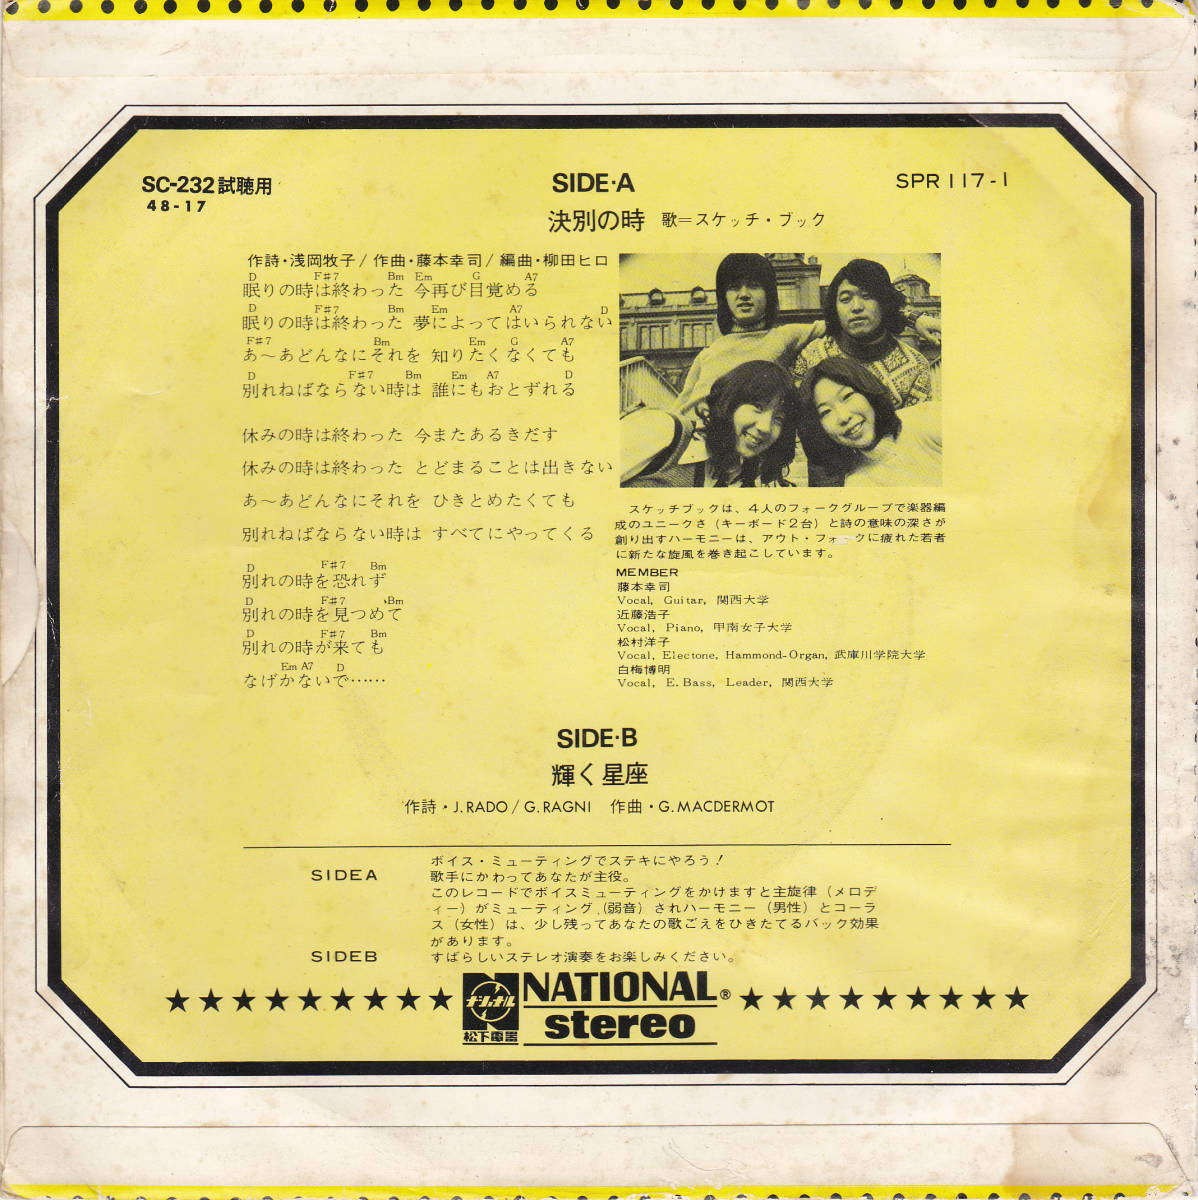 SC-232試聴用
48-17
SIDE·A
SPR 117-1
決別の時 歌=スケッチ・ブック
作詩・浅岡牧子/作曲・藤本幸司/編曲・柳田ヒロ
D F#7 Bm Em G A7
眠りの時は終わった 今再び目覚める
D F#7 Bm Em A7 D
眠りの時は終わった 夢によってはいられない
F#7 Bm Em G A7
あ〜あどんなにそれを 知りたくなくても
D F#7 Bm Em A7 D
別れねばならない時は 誰にもおとずれる
休みの時は終わった 今またあるきだす
休みの時は終わった とどまることは出きない
あ〜あどんなにそれを ひきとめたくても
別れねばならない時は すべてにやってくる
D F#7 Bm
別れの時を恐れず
D F#7 Bm
別れの時を見つめて
D F#7 Bm
別れの時が来ても
Em A7 D
なげかないで……
スケッチブックは、4人のフォークグループで楽器編
成のユニークさ(キーボード2台)と詩の意味の深さが
創り出すハーモニーは、アウト・フォークに疲れた若者
に新たな旋風を巻き起こしています。
MEMBER
藤本幸司
Vocal, Guitar, 関西大学
近藤浩子
Vocal, Piano, 甲南女子大学
松村洋子
Vocal, Electone, Hammond-Organ, 武庫川学院大学
白梅博明
Vocal, E. Bass, Leader, 関西大学
SIDE·B
輝く星座
作詩・J. RADO / G. RAGNI 作曲・G. MACDERMOT
SIDEA
ボイス・ミューティングでステキにやろう!
歌手にかわってあなたが主役。
このレコードでボイスミューティングをかけますと主旋律(メロデ
ィー)がミューティング(弱音)されハーモニー(男性)とコーラ
ス(女性)は、少し残ってあなたの歌ごえをひきたてるバック効果
があります。
SIDEB
すばらしいステレオ演奏をお楽しみください。
★★★★★★★★★ ナショナル NATIONAL® ★★★★★★★★★
松下電器 stereo